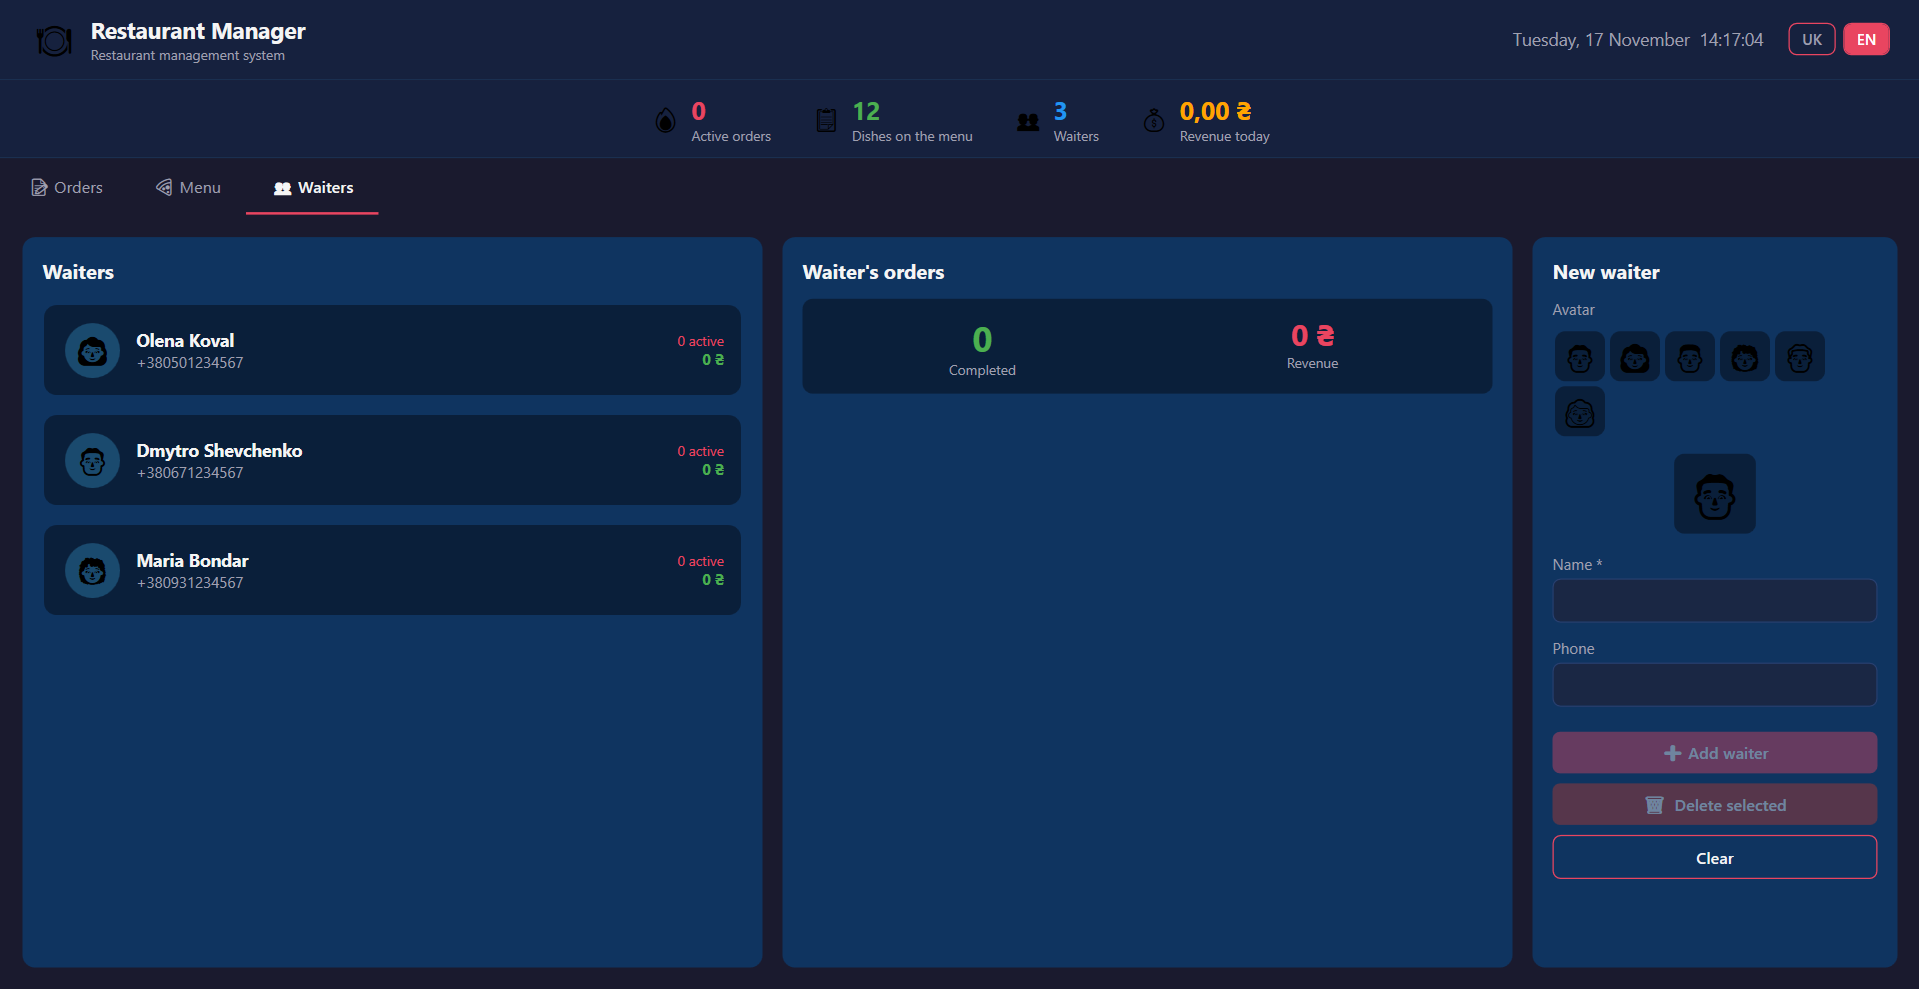 Restaurant Manager
Restaurant management system
Tuesday, 17 November 14:17:04
UK
EN
0
Active orders
12
Dishes on the menu
3
Waiters
0,00 ₴
Revenue today
Orders
Menu
Waiters
Waiters
Olena Koval
+380501234567
0 active
0 ₴
Dmytro Shevchenko
+380671234567
0 active
0 ₴
Maria Bondar
+380931234567
0 active
0 ₴
Waiter's orders
0
Completed
0 ₴
Revenue
New waiter
Avatar
Name *
Phone
Add waiter
Delete selected
Clear